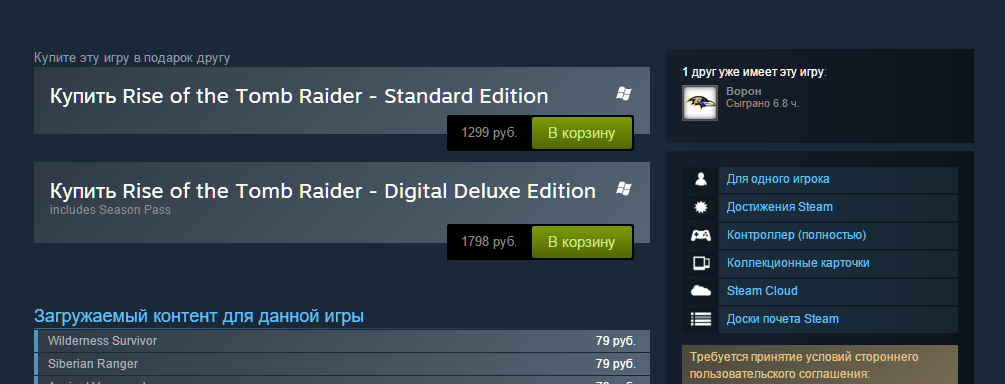 Купите эту игру в подарок другу
Купить Rise of the Tomb Raider - Standard Edition
1299 руб.
В корзину
Купить Rise of the Tomb Raider - Digital Deluxe Edition
includes Season Pass
1798 руб.
В корзину
Загружаемый контент для данной игры
Wilderness Survivor 79 руб.
Siberian Ranger 79 руб.
1 друг уже имеет эту игру:
Ворон
Сыграно 6.8 ч.
Для одного игрока
Достижения Steam
Контроллер (полностью)
Коллекционные карточки
Steam Cloud
Доски почета Steam
Требуется принятие условий стороннего
пользовательского соглашения: